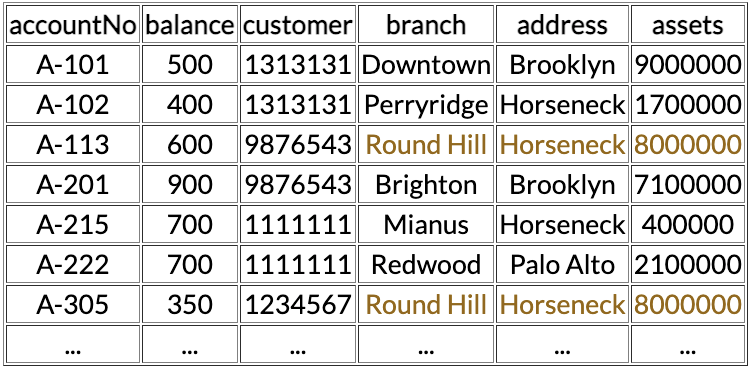 accountNo balance customer branch address assets
A-101 500 1313131 Downtown Brooklyn 9000000
A-102 400 1313131 Perryridge Horseneck 1700000
A-113 600 9876543 Round Hill Horseneck 8000000
A-201 900 9876543 Brighton Brooklyn 7100000
A-215 700 1111111 Mianus Horseneck 400000
A-222 700 1111111 Redwood Palo Alto 2100000
A-305 350 1234567 Round Hill Horseneck 8000000
... ... ... ... ... ...